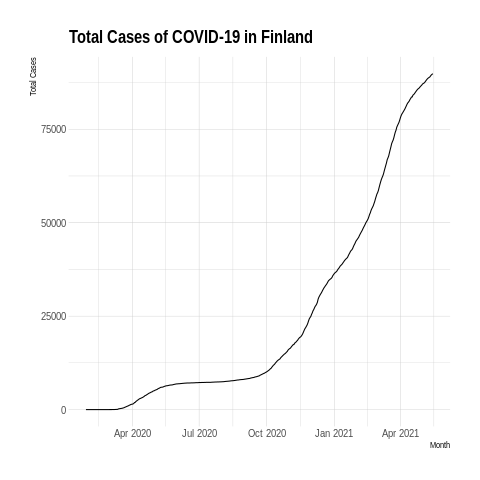 Total Cases of COVID-19 in Finland
Total Cases
75000
50000
25000
0
Apr 2020 Jul 2020 Oct 2020 Jan 2021 Apr 2021
Month